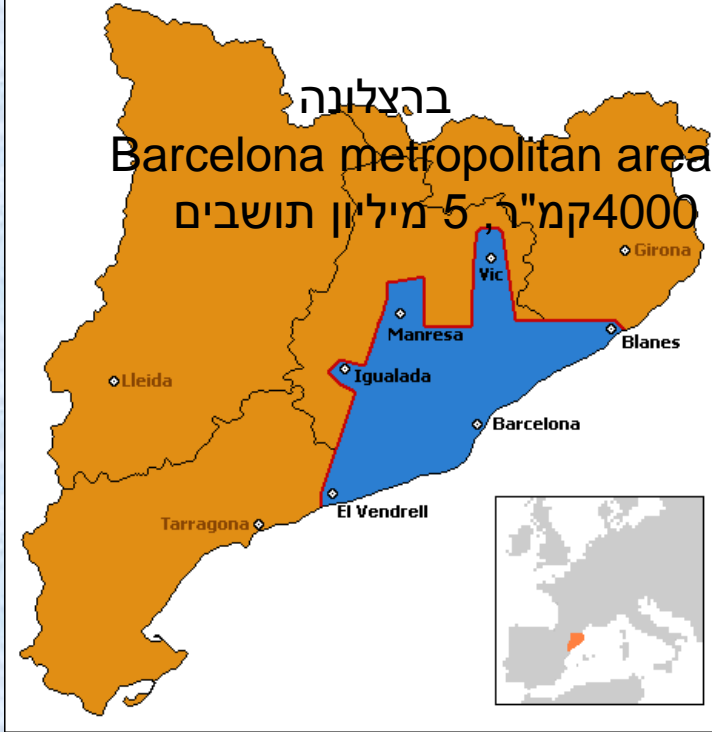 ברצלונה
Barcelona metropolitan area
4000קמ"ר, 5 מיליון תושבים
Girona
Vic
Manresa
Blanes
Igualada
Lleida
Barcelona
El Vendrell
Tarragona